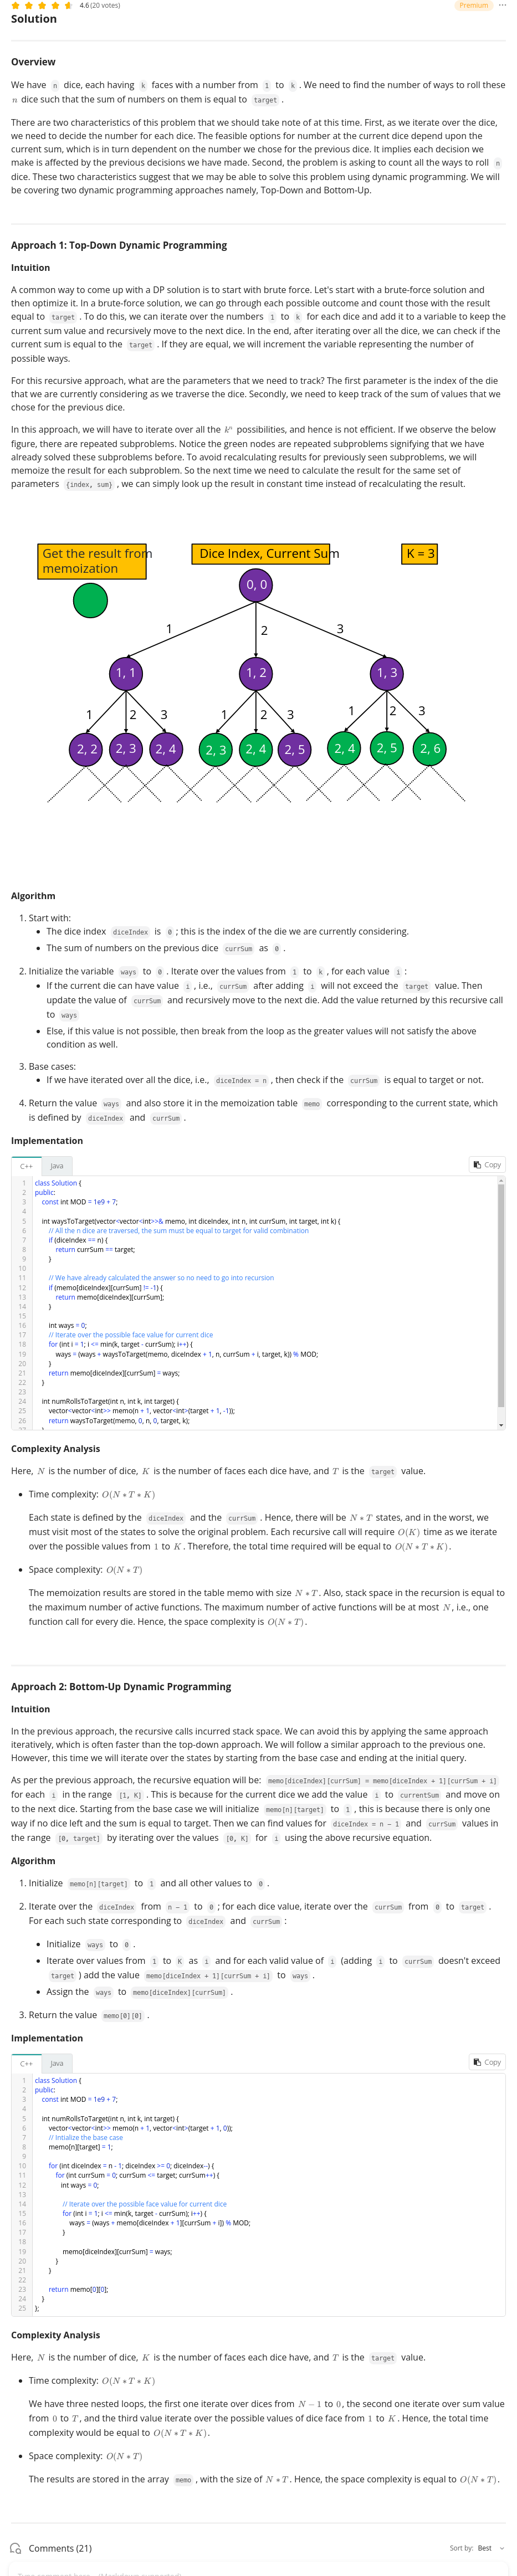 4.6 (20 votes)
Premium
Solution
Overview
We have n dice, each having k faces with a number from 1 to k . We need to find the number of ways to roll these
n dice such that the sum of numbers on them is equal to target .
There are two characteristics of this problem that we should take note of at this time. First, as we iterate over the dice,
we need to decide the number for each dice. The feasible options for number at the current dice depend upon the
current sum, which is in turn dependent on the number we chose for the previous dice. It implies each decision we
make is affected by the previous decisions we have made. Second, the problem is asking to count all the ways to roll n
dice. These two characteristics suggest that we may be able to solve this problem using dynamic programming. We will
be covering two dynamic programming approaches namely, Top-Down and Bottom-Up.
Approach 1: Top-Down Dynamic Programming
Intuition
A common way to come up with a DP solution is to start with brute force. Let's start with a brute-force solution and
then optimize it. In a brute-force solution, we can go through each possible outcome and count those with the result
equal to target . To do this, we can iterate over the numbers 1 to k for each dice and add it to a variable to keep the
current sum value and recursively move to the next dice. In the end, after iterating over all the dice, we can check if the
current sum is equal to the target . If they are equal, we will increment the variable representing the number of
possible ways.
For this recursive approach, what are the parameters that we need to track? The first parameter is the index of the die
that we are currently considering as we traverse the dice. Secondly, we need to keep track of the sum of values that we
chose for the previous dice.
In this approach, we will have to iterate over all the kⁿ possibilities, and hence is not efficient. If we observe the below
figure, there are repeated subproblems. Notice the green nodes are repeated subproblems signifying that we have
already solved these subproblems before. To avoid recalculating results for previously seen subproblems, we will
memoize the result for each subproblem. So the next time we need to calculate the result for the same set of
parameters {index, sum} , we can simply look up the result in constant time instead of recalculating the result.
Get the result from
memoization
Dice Index, Current Sum
K = 3
0, 0
1 2 3
1, 1 1, 2 1, 3
1 2 3 1 2 3 1 2 3
2, 2 2, 3 2, 4 2, 3 2, 4 2, 5 2, 4 2, 5 2, 6
Algorithm
1. Start with:
• The dice index diceIndex is 0 ; this is the index of the die we are currently considering.
• The sum of numbers on the previous dice currSum as 0 .
2. Initialize the variable ways to 0 . Iterate over the values from 1 to k , for each value i :
• If the current die can have value i , i.e., currSum after adding i will not exceed the target value. Then
update the value of currSum and recursively move to the next die. Add the value returned by this recursive call
to ways
• Else, if this value is not possible, then break from the loop as the greater values will not satisfy the above
condition as well.
3. Base cases:
• If we have iterated over all the dice, i.e., diceIndex = n , then check if the currSum is equal to target or not.
4. Return the value ways and also store it in the memoization table memo corresponding to the current state, which
is defined by diceIndex and currSum .
Implementation
C++ Java Copy
1 class Solution {
2 public:
3 const int MOD = 1e9 + 7;
4
5 int waysToTarget(vector<vector<int>>& memo, int diceIndex, int n, int currSum, int target, int k) {
6 // All the n dice are traversed, the sum must be equal to target for valid combination
7 if (diceIndex == n) {
8 return currSum == target;
9 }
10
11 // We have already calculated the answer so no need to go into recursion
12 if (memo[diceIndex][currSum] != -1) {
13 return memo[diceIndex][currSum];
14 }
15
16 int ways = 0;
17 // Iterate over the possible face value for current dice
18 for (int i = 1; i <= min(k, target - currSum); i++) {
19 ways = (ways + waysToTarget(memo, diceIndex + 1, n, currSum + i, target, k)) % MOD;
20 }
21 return memo[diceIndex][currSum] = ways;
22 }
23
24 int numRollsToTarget(int n, int k, int target) {
25 vector<vector<int>> memo(n + 1, vector<int>(target + 1, -1));
26 return waysToTarget(memo, 0, n, 0, target, k);
Complexity Analysis
Here, N is the number of dice, K is the number of faces each dice have, and T is the target value.
• Time complexity: O(N ∗ T ∗ K)
Each state is defined by the diceIndex and the currSum . Hence, there will be N ∗ T states, and in the worst, we
must visit most of the states to solve the original problem. Each recursive call will require O(K) time as we iterate
over the possible values from 1 to K. Therefore, the total time required will be equal to O(N ∗ T ∗ K).
• Space complexity: O(N ∗ T)
The memoization results are stored in the table memo with size N ∗ T. Also, stack space in the recursion is equal to
the maximum number of active functions. The maximum number of active functions will be at most N, i.e., one
function call for every die. Hence, the space complexity is O(N ∗ T).
Approach 2: Bottom-Up Dynamic Programming
Intuition
In the previous approach, the recursive calls incurred stack space. We can avoid this by applying the same approach
iteratively, which is often faster than the top-down approach. We will follow a similar approach to the previous one.
However, this time we will iterate over the states by starting from the base case and ending at the initial query.
As per the previous approach, the recursive equation will be: memo[diceIndex][currSum] = memo[diceIndex + 1][currSum + i]
for each i in the range [1, K] . This is because for the current dice we add the value i to currentSum and move on
to the next dice. Starting from the base case we will initialize memo[n][target] to 1 , this is because there is only one
way if no dice left and the sum is equal to target. Then we can find values for diceIndex = n − 1 and currSum values in
the range [0, target] by iterating over the values [0, K] for i using the above recursive equation.
Algorithm
1. Initialize memo[n][target] to 1 and all other values to 0 .
2. Iterate over the diceIndex from n − 1 to 0 ; for each dice value, iterate over the currSum from 0 to target .
For each such state corresponding to diceIndex and currSum :
• Initialize ways to 0 .
• Iterate over values from 1 to K as i and for each valid value of i (adding i to currSum doesn't exceed
target ) add the value memo[diceIndex + 1][currSum + i] to ways .
• Assign the ways to memo[diceIndex][currSum] .
3. Return the value memo[0][0] .
Implementation
C++ Java Copy
1 class Solution {
2 public:
3 const int MOD = 1e9 + 7;
4
5 int numRollsToTarget(int n, int k, int target) {
6 vector<vector<int>> memo(n + 1, vector<int>(target + 1, 0));
7 // Intialize the base case
8 memo[n][target] = 1;
9
10 for (int diceIndex = n - 1; diceIndex >= 0; diceIndex--) {
11 for (int currSum = 0; currSum <= target; currSum++) {
12 int ways = 0;
13
14 // Iterate over the possible face value for current dice
15 for (int i = 1; i <= min(k, target - currSum); i++) {
16 ways = (ways + memo[diceIndex + 1][currSum + i]) % MOD;
17 }
18
19 memo[diceIndex][currSum] = ways;
20 }
21 }
22
23 return memo[0][0];
24 }
25 };
Complexity Analysis
Here, N is the number of dice, K is the number of faces each dice have, and T is the target value.
• Time complexity: O(N ∗ T ∗ K)
We have three nested loops, the first one iterate over dices from N − 1 to 0, the second one iterate over sum value
from 0 to T, and the third value iterate over the possible values of dice face from 1 to K. Hence, the total time
complexity would be equal to O(N ∗ T ∗ K).
• Space complexity: O(N ∗ T)
The results are stored in the array memo , with the size of N ∗ T. Hence, the space complexity is equal to O(N ∗ T).
Comments (21)
Sort by: Best